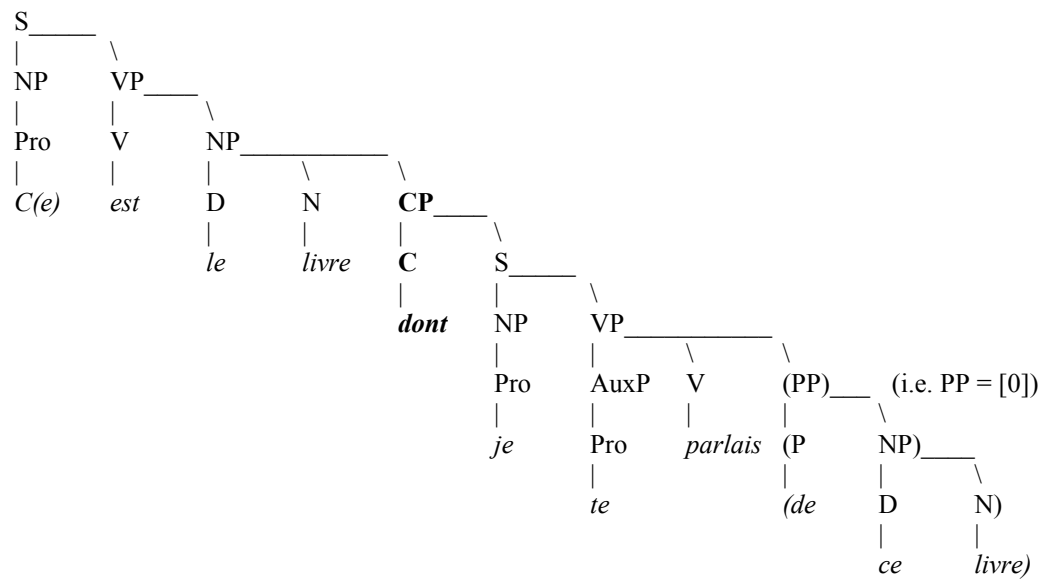 S
NP VP
Pro V NP
C(e) est D N CP
le livre C S
dont NP VP
Pro AuxP V (PP) (i.e. PP = [0])
je Pro parlais (P NP)
te (de D N)
ce livre)